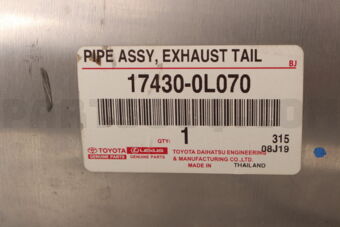 PIPE ASSY, EXHAUST TAIL
BJ
17430-0L070
QTY:
1
315
08J19
TOYOTA
GENUINE PARTS
LEXUS
GENUINE PARTS
TOYOTA DAIHATSU ENGINEERING
& MANUFACTURING CO.,LTD.
MADE IN THAILAND